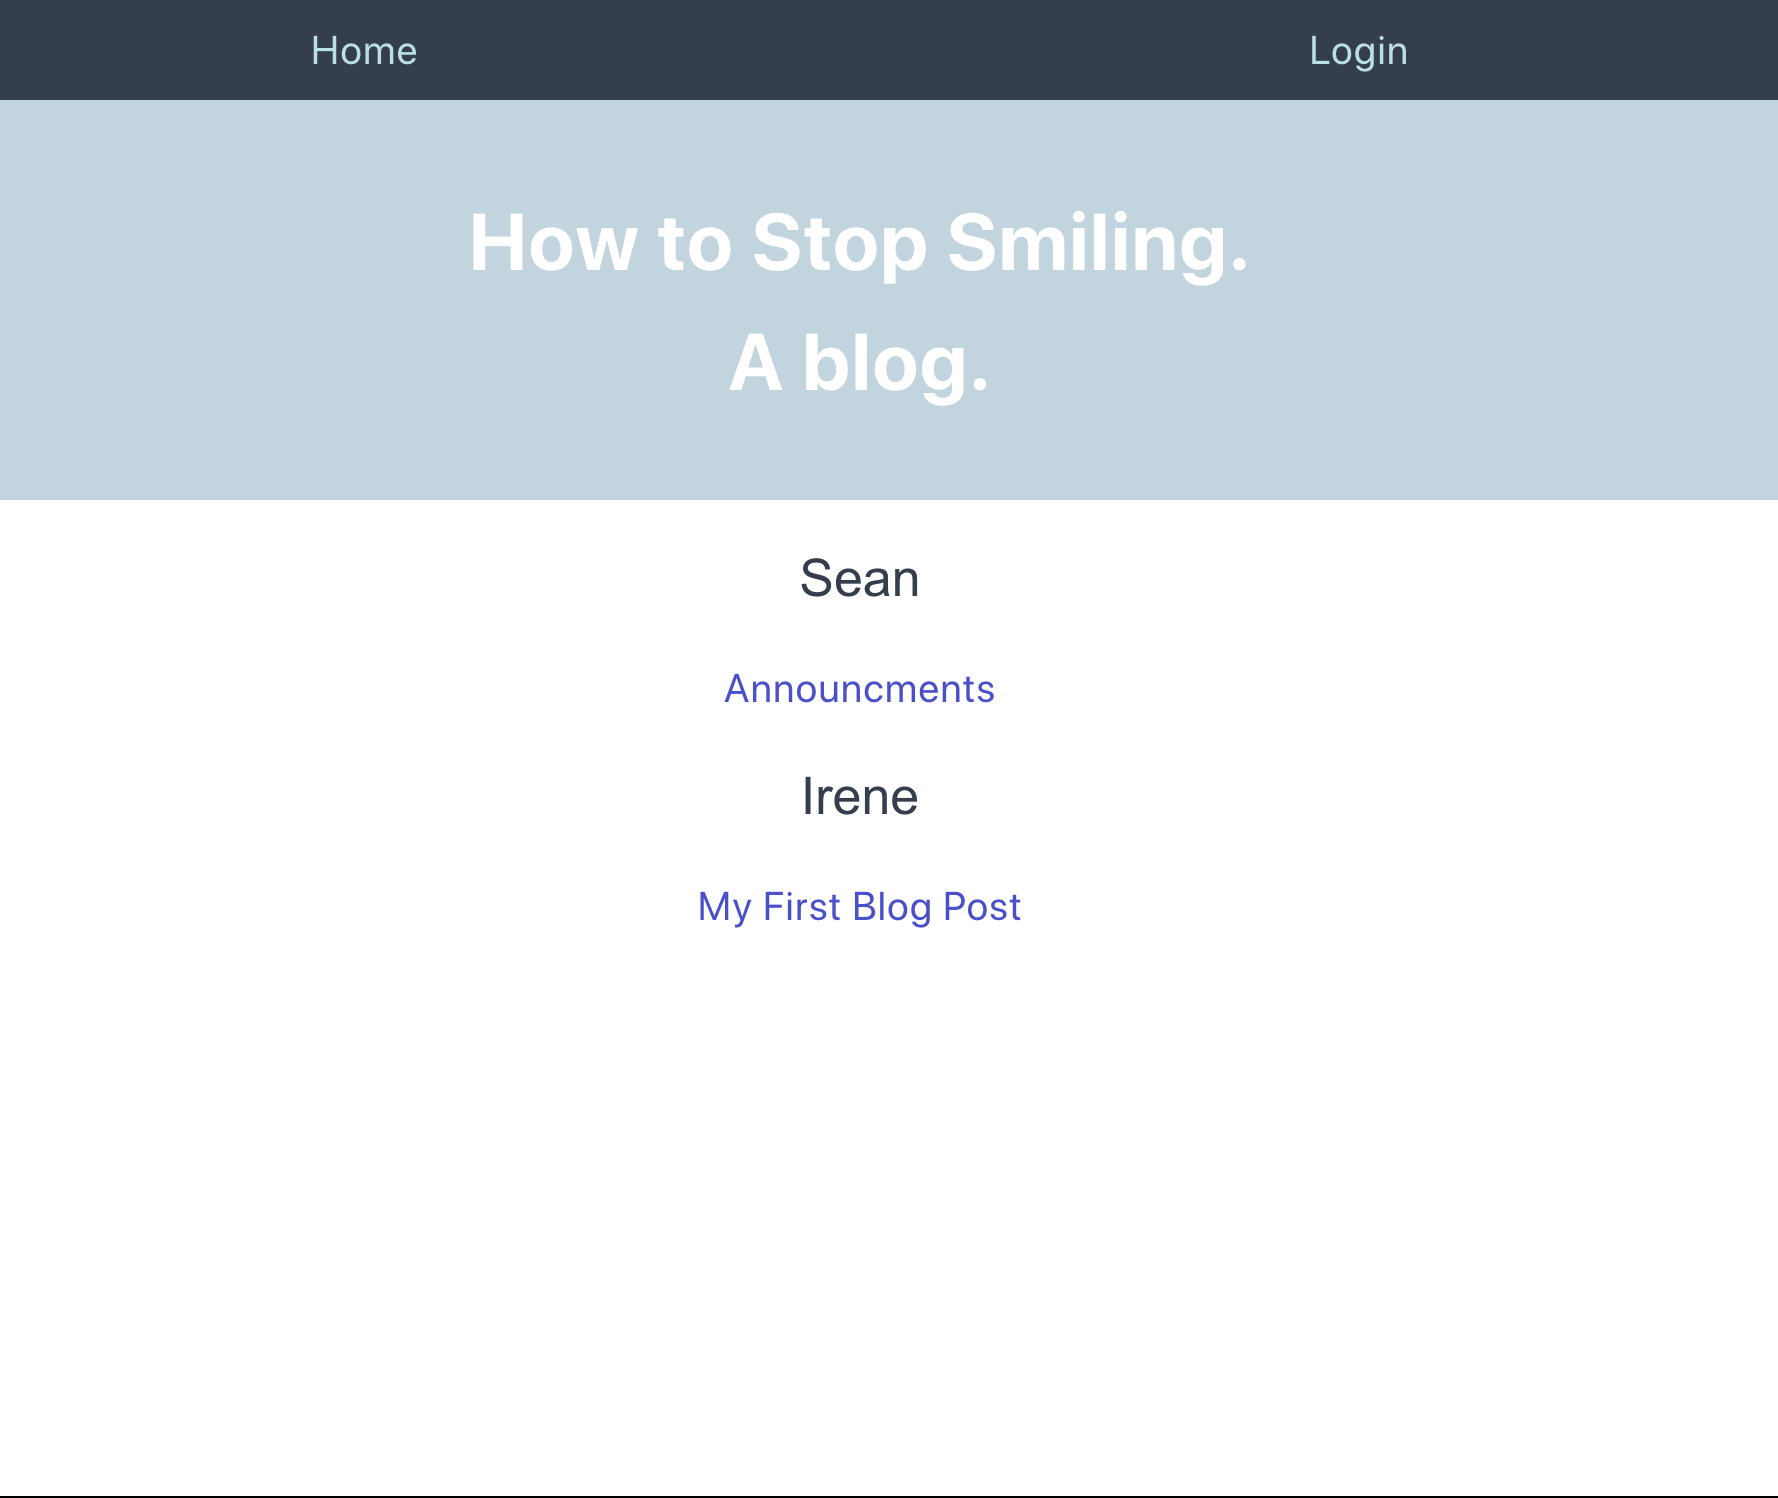 Home Login
How to Stop Smiling.
A blog.
Sean
Announcments
Irene
My First Blog Post